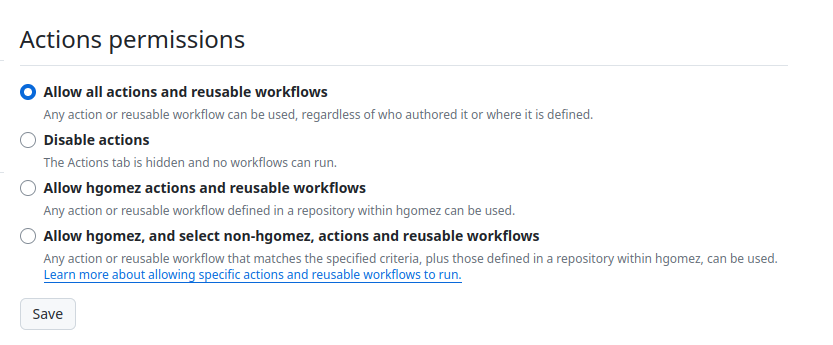 Actions permissions
Allow all actions and reusable workflows
Any action or reusable workflow can be used, regardless of who authored it or where it is defined.
Disable actions
The Actions tab is hidden and no workflows can run.
Allow hgomez actions and reusable workflows
Any action or reusable workflow defined in a repository within hgomez can be used.
Allow hgomez, and select non-hgomez, actions and reusable workflows
Any action or reusable workflow that matches the specified criteria, plus those defined in a repository within hgomez, can be used.
Learn more about allowing specific actions and reusable workflows to run.
Save